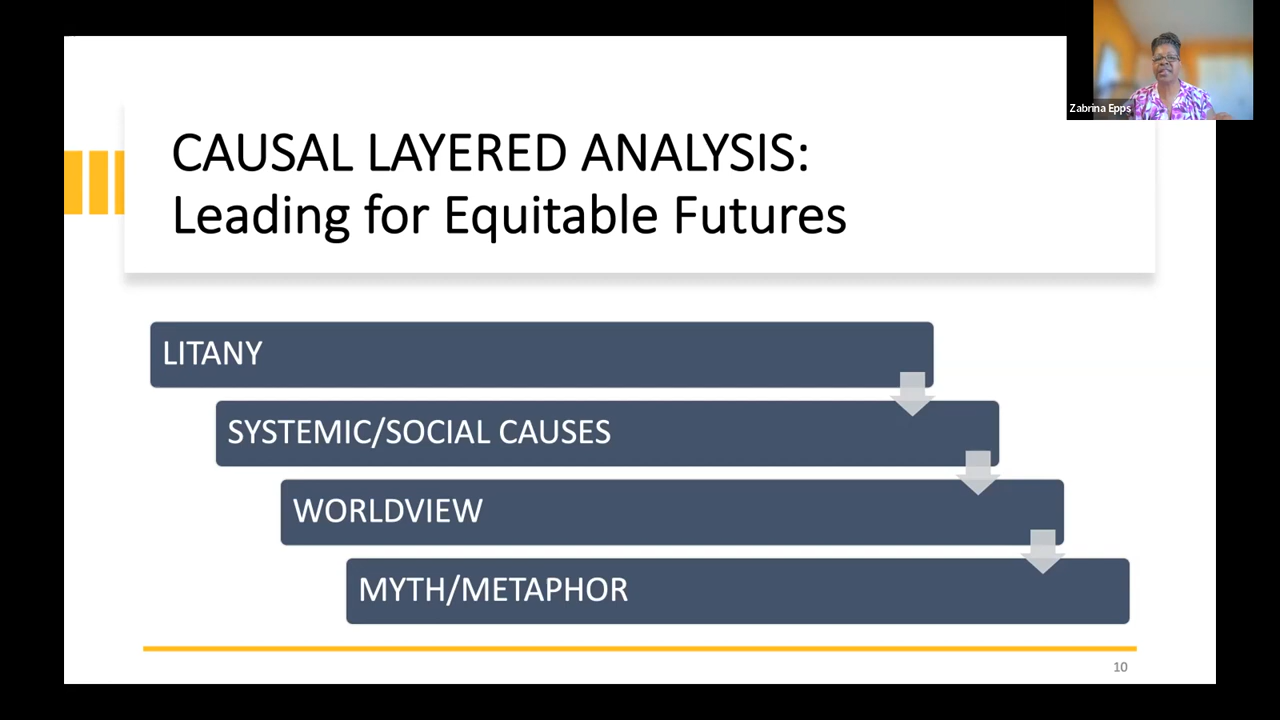 Zabrina Epps
CAUSAL LAYERED ANALYSIS:
Leading for Equitable Futures
LITANY
SYSTEMIC/SOCIAL CAUSES
WORLDVIEW
MYTH/METAPHOR
10